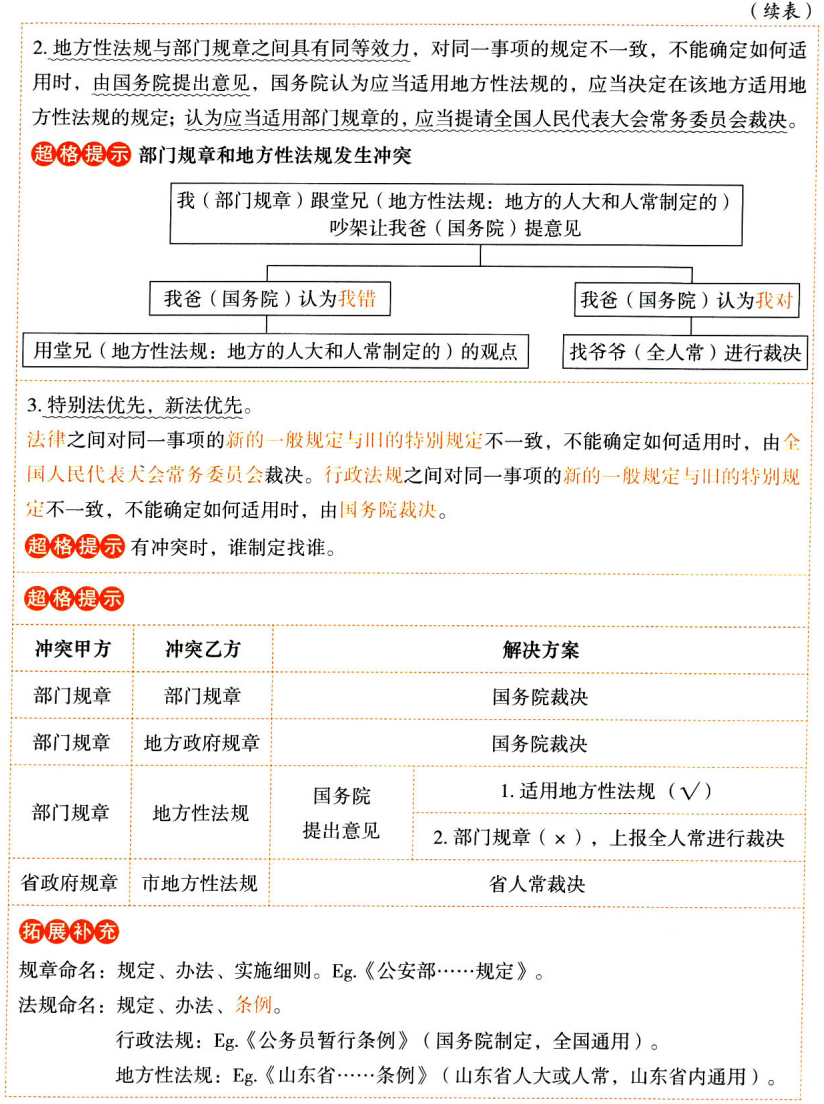 （续表）
2. 地方性法规与部门规章之间具有同等效力，对同一事项的规定不一致，不能确定如何适
用时，由国务院提出意见，国务院认为应当适用地方性法规的，应当决定在该地方适用地
方性法规的规定；认为应当适用部门规章的，应当提请全国人民代表大会常务委员会裁决。
超格提示 部门规章和地方性法规发生冲突
我（部门规章）跟堂兄（地方性法规：地方的人大和人常制定的）
吵架让我爸（国务院）提意见
我爸（国务院）认为我错
我爸（国务院）认为我对
用堂兄（地方性法规：地方的人大和人常制定的）的观点
找爷爷（全人常）进行裁决
3. 特别法优先，新法优先。
法律之间对同一事项的新的一般规定与旧的特别规定不一致，不能确定如何适用时，由全
国人民代表大会常务委员会裁决。行政法规之间对同一事项的新的一般规定与旧的特别规
定不一致，不能确定如何适用时，由国务院裁决。
超格提示 有冲突时，谁制定找谁。
超格提示
冲突甲方 冲突乙方 解决方案
部门规章 部门规章 国务院裁决
部门规章 地方政府规章 国务院裁决
部门规章 地方性法规 国务院
提出意见
1. 适用地方性法规（√）
2. 部门规章（×），上报全人常进行裁决
省政府规章 市地方性法规 省人常裁决
拓展补充
规章命名：规定、办法、实施细则。Eg.《公安部……规定》。
法规命名：规定、办法、条例。
行政法规：Eg.《公务员暂行条例》（国务院制定，全国通用）。
地方性法规：Eg.《山东省……条例》（山东省人大或人常，山东省内通用）。